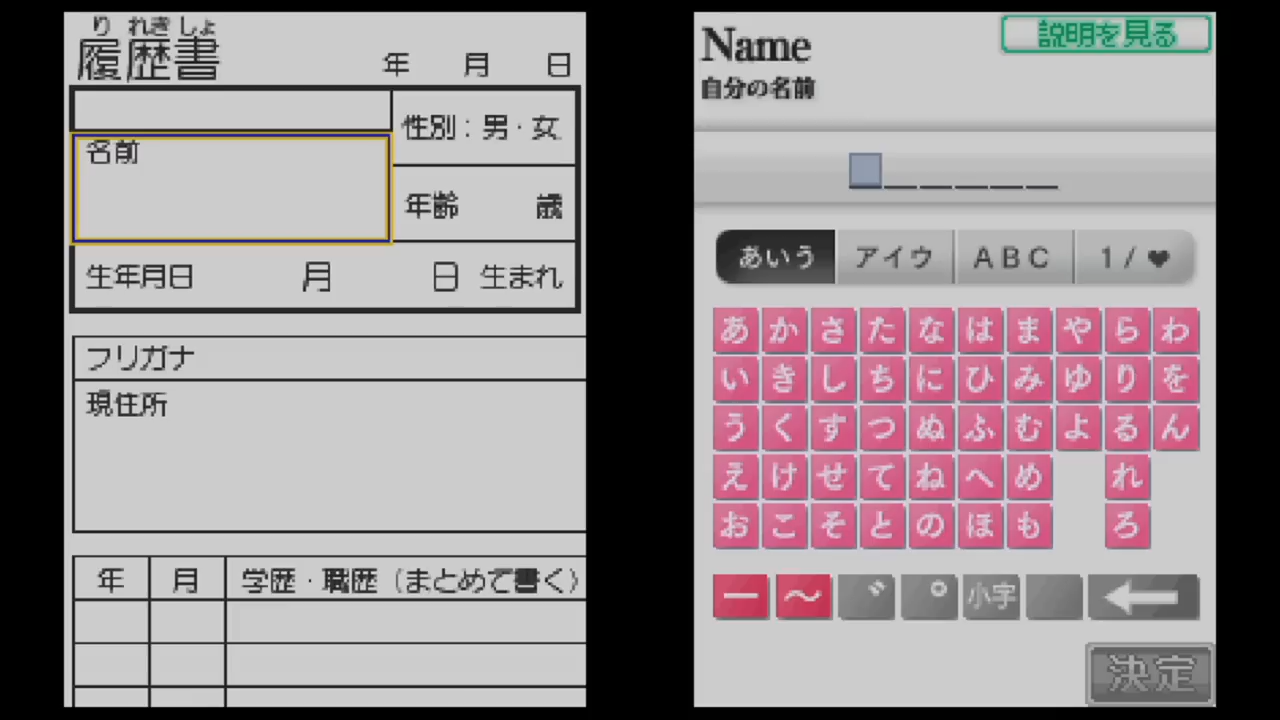 り れき しょ
履歴書
年 月 日
性別：男・女
名前
年齢 歳
生年月日 月 日 生まれ
フリガナ
現住所
年 月 学歴・職歴（まとめて書く）
説明を見る
Name
自分の名前
あいう アイウ ABC 1/♥
あ か さ た な は ま や ら わ
い き し ち に ひ み ゆ り を
う く す つ ぬ ふ む よ る ん
え け せ て ね へ め れ
お こ そ と の ほ も ろ
ー 〜 ゛ ゜ 小字 ←
決定